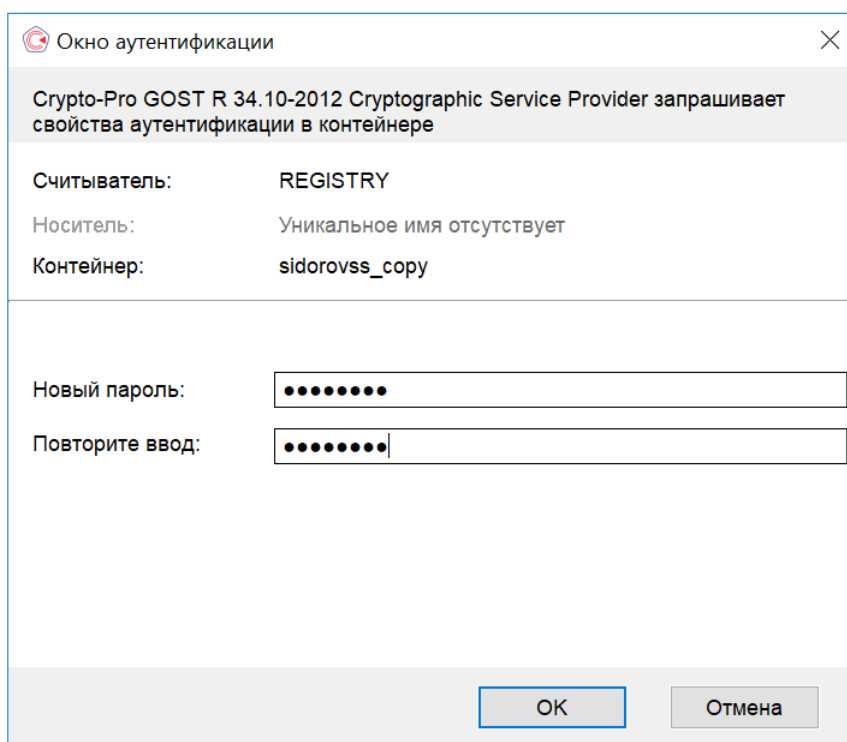 Окно аутентификации
Crypto-Pro GOST R 34.10-2012 Cryptographic Service Provider запрашивает
свойства аутентификации в контейнере
Считыватель: REGISTRY
Носитель: Уникальное имя отсутствует
Контейнер: sidorovss_copy
Новый пароль: ●●●●●●●●
Повторите ввод: ●●●●●●●●
OK Отмена